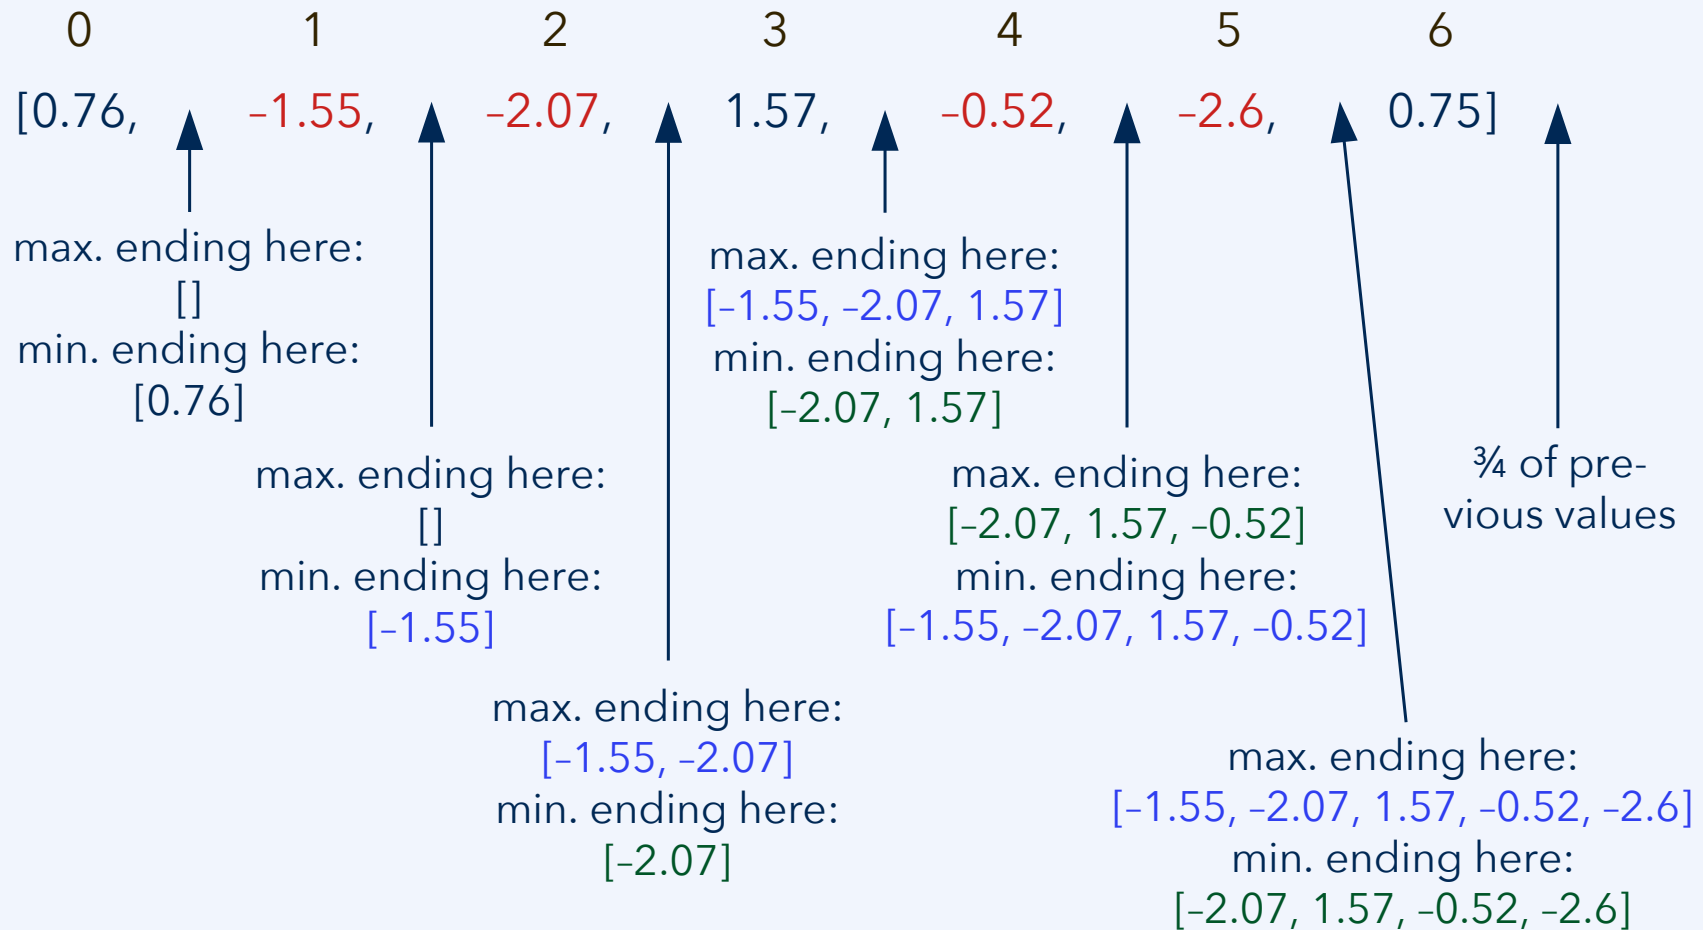 0 1 2 3 4 5 6
[0.76, –1.55, –2.07, 1.57, –0.52, –2.6, 0.75]
max. ending here:
[]
min. ending here:
[0.76]
max. ending here:
[]
min. ending here:
[–1.55]
max. ending here:
[–1.55, –2.07]
min. ending here:
[–2.07]
max. ending here:
[–1.55, –2.07, 1.57]
min. ending here:
[–2.07, 1.57]
max. ending here:
[–2.07, 1.57, –0.52]
min. ending here:
[–1.55, –2.07, 1.57, –0.52]
max. ending here:
[–1.55, –2.07, 1.57, –0.52, –2.6]
min. ending here:
[–2.07, 1.57, –0.52, –2.6]
¾ of pre-
vious values